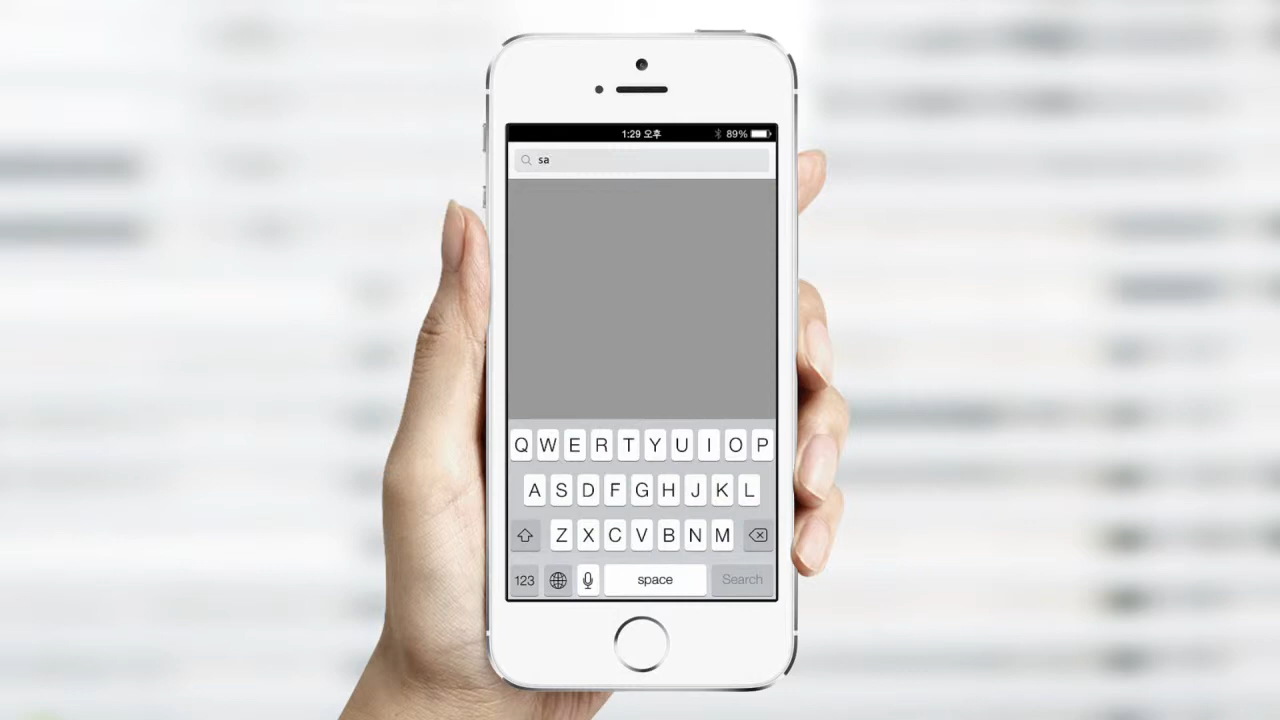 1:29 오후 89%
sa
Q W E R T Y U I O P
A S D F G H J K L
Z X C V B N M
123 space Search